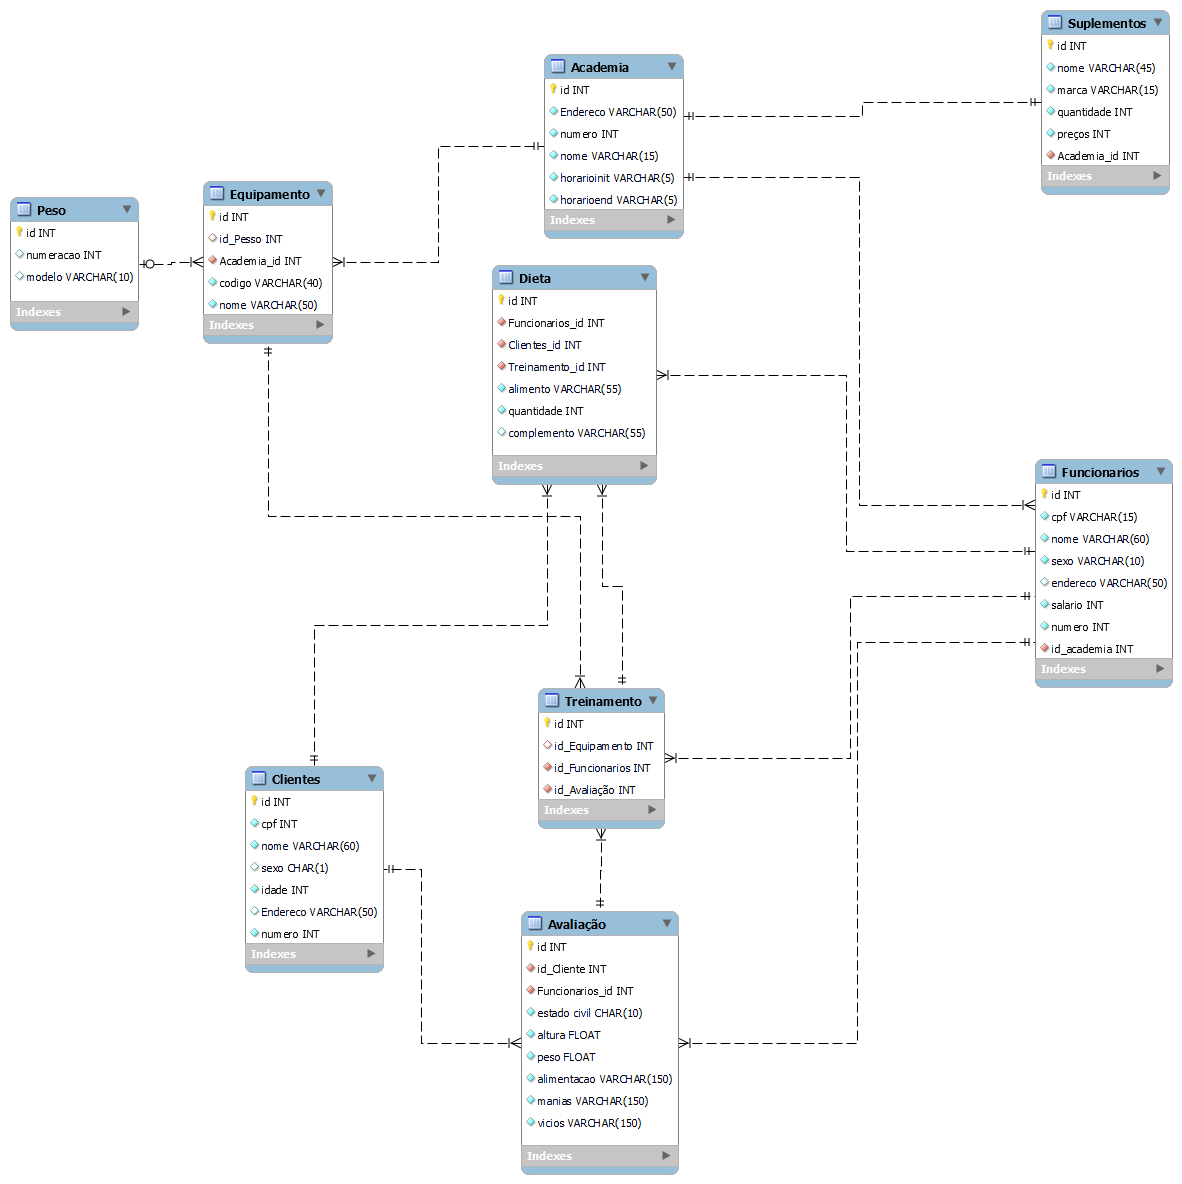 Suplementos
id INT
nome VARCHAR(45)
marca VARCHAR(15)
quantidade INT
preços INT
Academia_id INT
Indexes
Academia
id INT
Endereco VARCHAR(50)
numero INT
nome VARCHAR(15)
horarioinit VARCHAR(5)
horarioend VARCHAR(5)
Indexes
Equipamento
id INT
id_Pesso INT
Academia_id INT
codigo VARCHAR(40)
nome VARCHAR(50)
Indexes
Peso
id INT
numeracao INT
modelo VARCHAR(10)
Indexes
Dieta
id INT
Funcionarios_id INT
Clientes_id INT
Treinamento_id INT
alimento VARCHAR(55)
quantidade INT
complemento VARCHAR(55)
Indexes
Funcionarios
id INT
cpf VARCHAR(15)
nome VARCHAR(60)
sexo VARCHAR(10)
endereco VARCHAR(50)
salario INT
numero INT
id_academia INT
Indexes
Treinamento
id INT
id_Equipamento INT
id_Funcionarios INT
id_Avaliação INT
Indexes
Clientes
id INT
cpf INT
nome VARCHAR(60)
sexo CHAR(1)
idade INT
Endereco VARCHAR(50)
numero INT
Indexes
Avaliação
id INT
id_Cliente INT
Funcionarios_id INT
estado civil CHAR(10)
altura FLOAT
peso FLOAT
alimentacao VARCHAR(150)
manias VARCHAR(150)
vicios VARCHAR(150)
Indexes